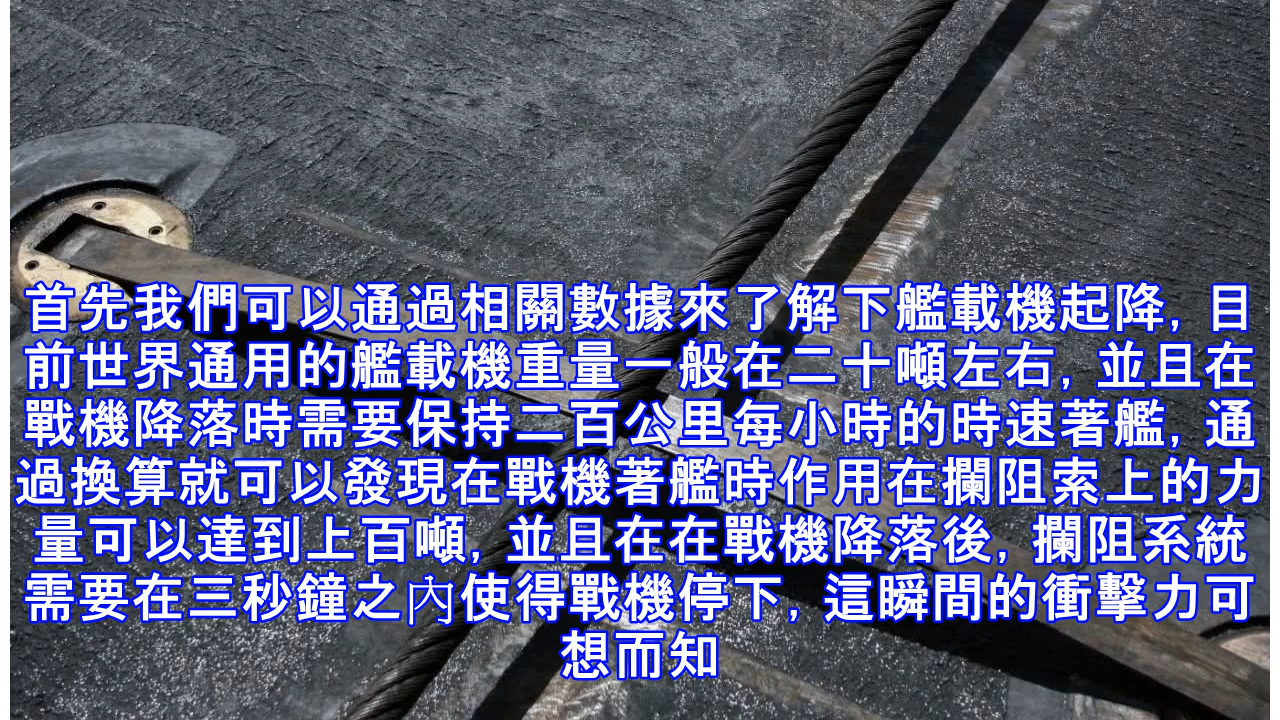 首先我們可以通過相關數據來了解下艦載機起降, 目
前世界通用的艦載機重量一般在二十噸左右, 並且在
戰機降落時需要保持二百公里每小時的時速著艦, 通
過換算就可以發現在戰機著艦時作用在攔阻索上的力
量可以達到上百噸, 並且在在戰機降落後, 攔阻系統
需要在三秒鐘之內使得戰機停下, 這瞬間的衝擊力可
想而知